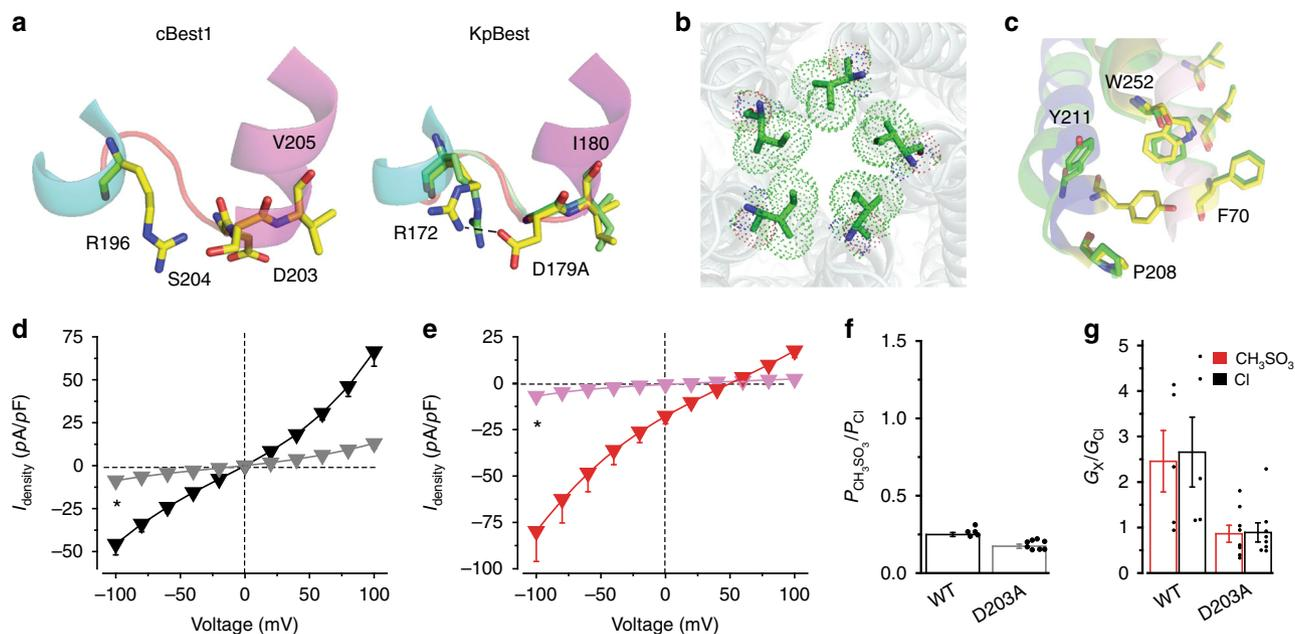 a
cBest1
V205
R196
S204
D203
KpBest
I180
R172
D179A
b
c
W252
Y211
F70
P208
d
75
50
25
0
−25
−50
*
−100 −50 0 50 100
Voltage (mV)
Idensity (pA/pF)
e
25
0
−25
−50
−75
−100
*
−100 −50 0 50 100
Voltage (mV)
Idensity (pA/pF)
f
1.5
1.0
0.5
0.0
PCH3SO3/PCl
WT
D203A
g
5
4
3
2
1
0
GX/GCl
CH3SO3
Cl
WT
D203A